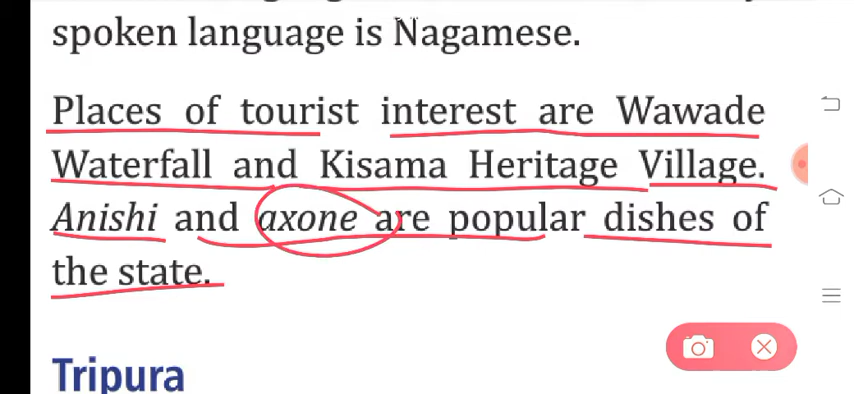 spoken language is Nagamese.
Places of tourist interest are Wawade
Waterfall and Kisama Heritage Village.
Anishi and axone are popular dishes of
the state.
Tripura